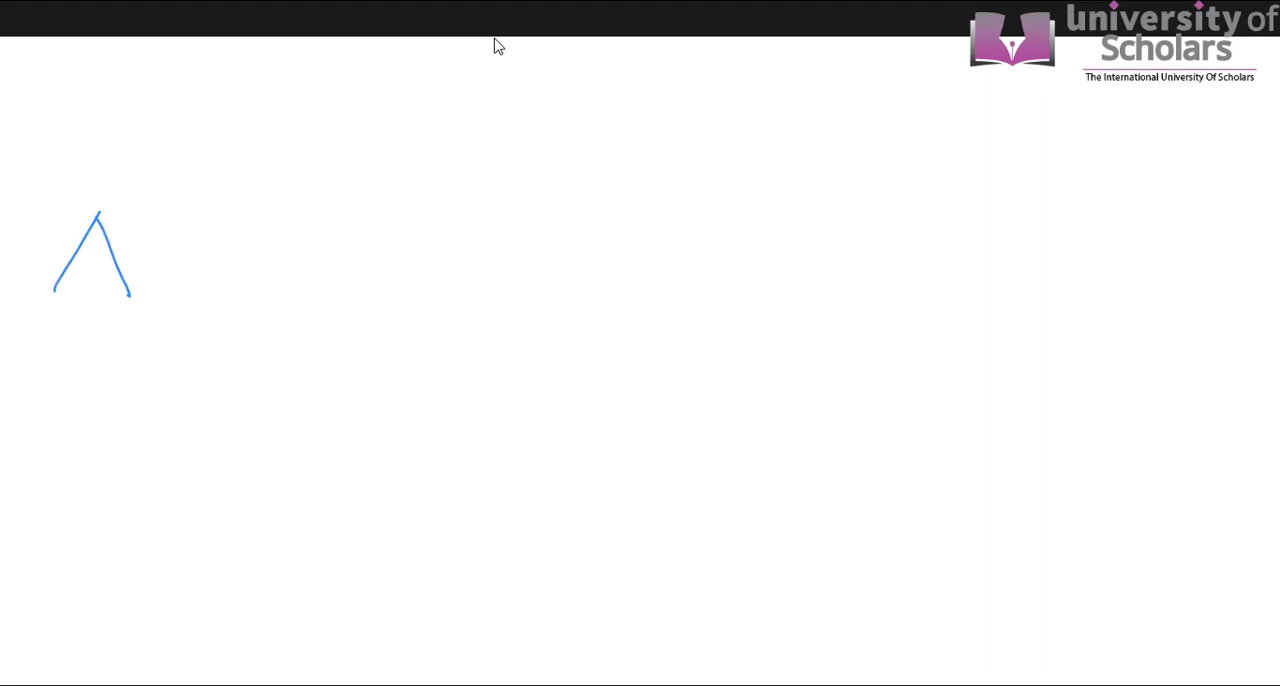 university of
Scholars
The International University Of Scholars